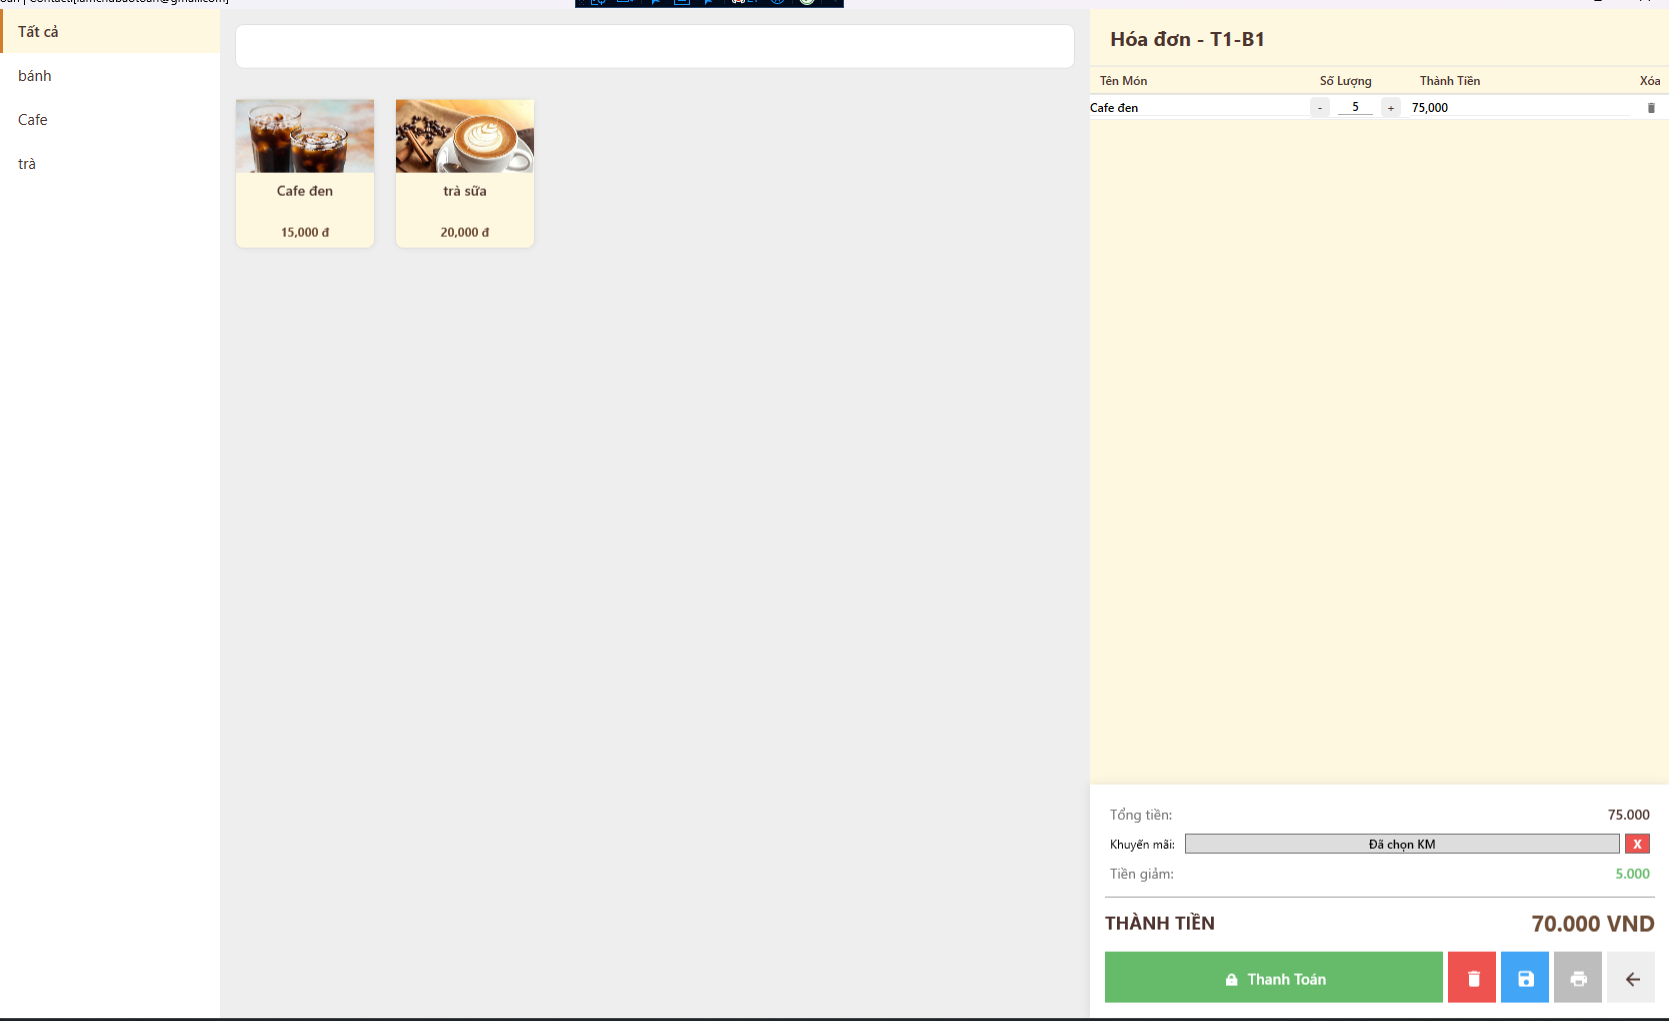 Tất cả
bánh
Cafe
trà
Cafe đen
15,000 đ
trà sữa
20,000 đ
Hóa đơn - T1-B1
Tên Món Số Lượng Thành Tiền Xóa
Cafe đen - 5 + 75,000
Tổng tiền: 75.000
Khuyến mãi: Đã chọn KM X
Tiền giảm: 5.000
THÀNH TIỀN 70.000 VND
Thanh Toán